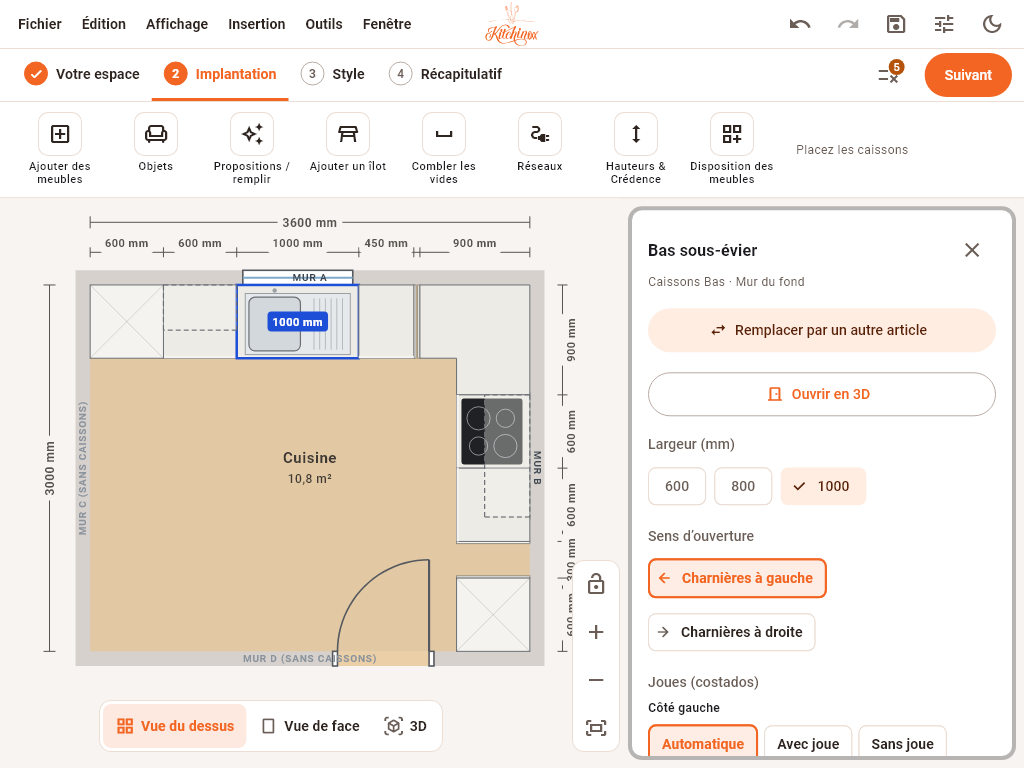 Fichier Édition Affichage Insertion Outils Fenêtre
Kitchinox
Votre espace
2 Implantation
3 Style
4 Récapitulatif
5
Suivant
Ajouter des
meubles
Objets
Propositions /
remplir
Ajouter un îlot
Combler les
vides
Réseaux
Hauteurs &
Crédence
Disposition des
meubles
Placez les caissons
3600 mm
600 mm 600 mm 1000 mm 450 mm 900 mm
MUR A
1000 mm
900 mm
600 mm
600 mm
300 mm
600 mm
3000 mm
MUR C (SANS CAISSONS)
MUR B
Cuisine
10,8 m²
MUR D (SANS CAISSONS)
Vue du dessus
Vue de face
3D
Bas sous-évier
Caissons Bas · Mur du fond
Remplacer par un autre article
Ouvrir en 3D
Largeur (mm)
600 800 1000
Sens d’ouverture
Charnières à gauche
Charnières à droite
Joues (costados)
Côté gauche
Automatique Avec joue Sans joue